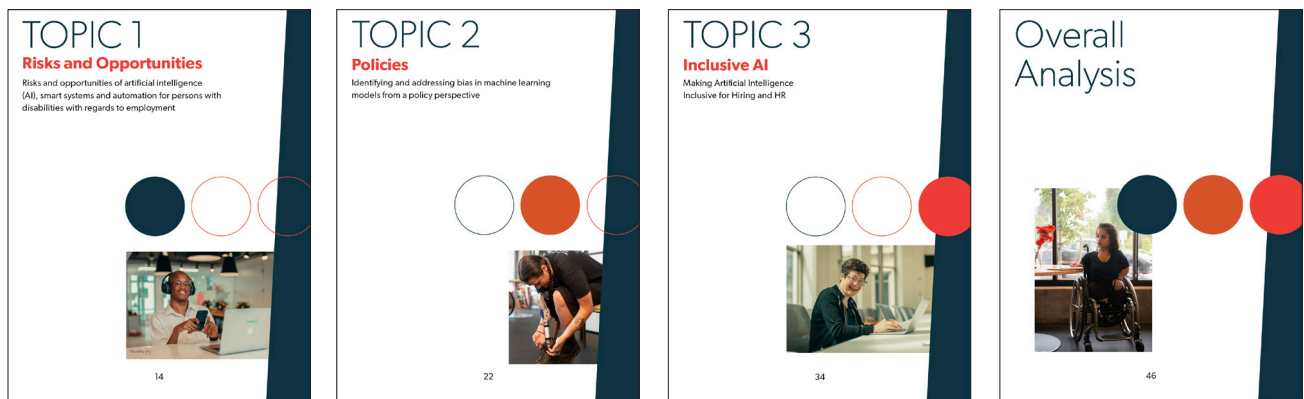 TOPIC 1
Risks and Opportunities
Risks and opportunities of artificial intelligence
(AI), smart systems and automation for persons with
disabilities with regards to employment
14
TOPIC 2
Policies
Identifying and addressing bias in machine learning
models from a policy perspective
22
TOPIC 3
Inclusive AI
Making Artificial Intelligence
Inclusive for Hiring and HR
34
Overall
Analysis
46